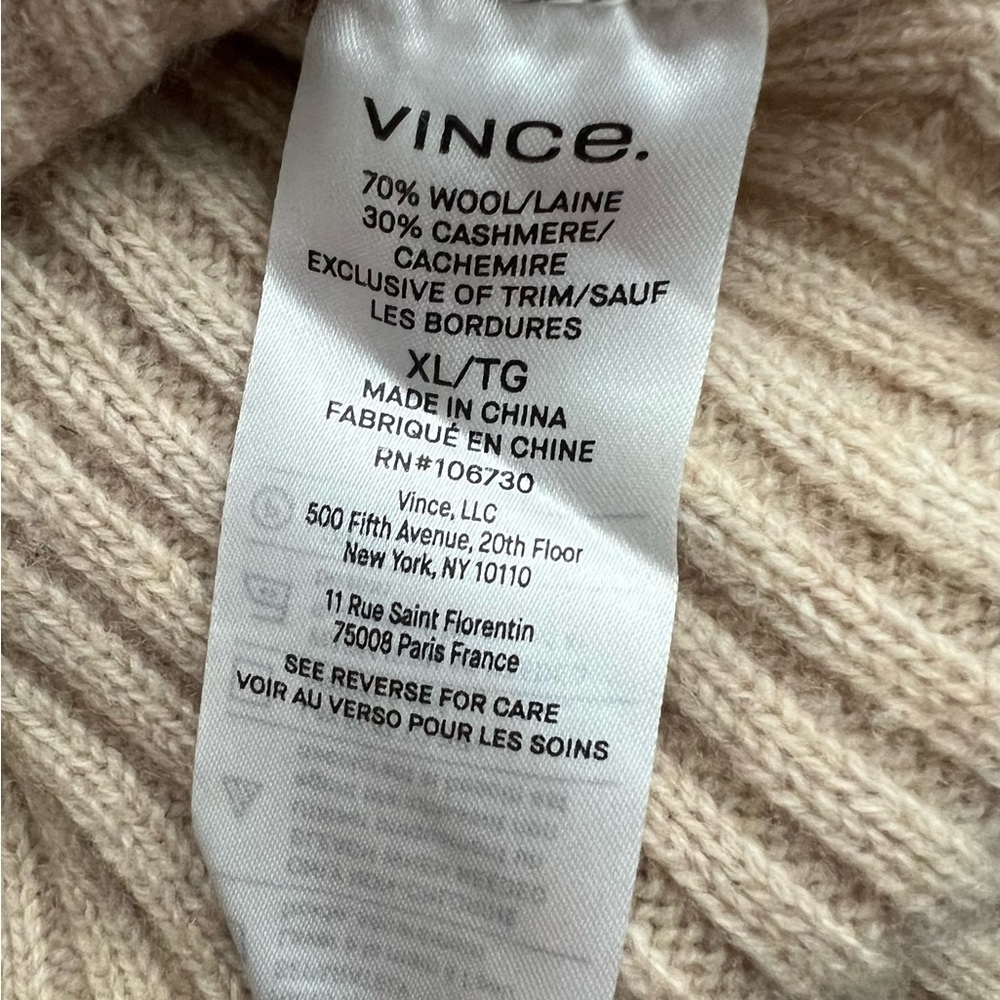 VINCe.
70% WOOL/LAINE
30% CASHMERE/
CACHEMIRE
EXCLUSIVE OF TRIM/SAUF
LES BORDURES
XL/TG
MADE IN CHINA
FABRIQUÉ EN CHINE
RN#106730
Vince, LLC
500 Fifth Avenue, 20th Floor
New York, NY 10110
11 Rue Saint Florentin
75008 Paris France
SEE REVERSE FOR CARE
VOIR AU VERSO POUR LES SOINS